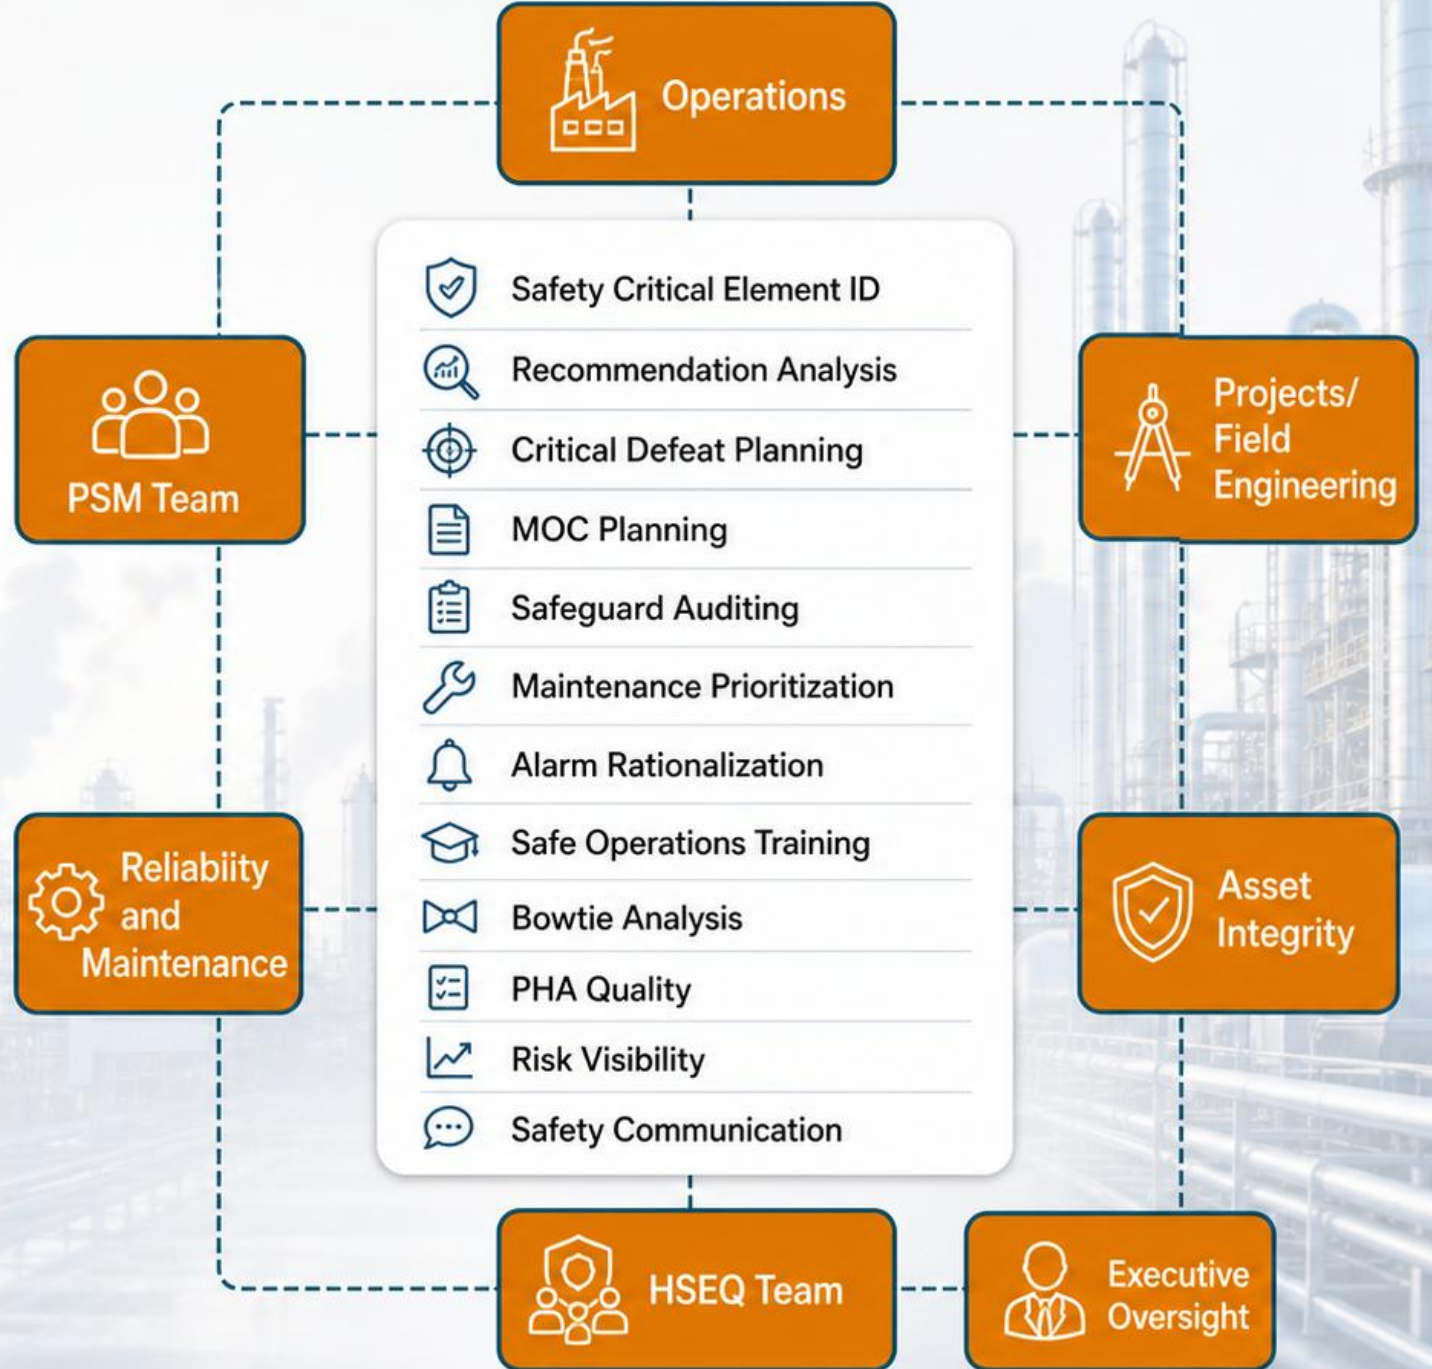 Operations
Safety Critical Element ID
Recommendation Analysis
Critical Defeat Planning
MOC Planning
Safeguard Auditing
Maintenance Prioritization
Alarm Rationalization
Safe Operations Training
Bowtie Analysis
PHA Quality
Risk Visibility
Safety Communication
PSM Team
Projects/
Field
Engineering
Reliabiity
and
Maintenance
Asset
Integrity
HSEQ Team
Executive
Oversight